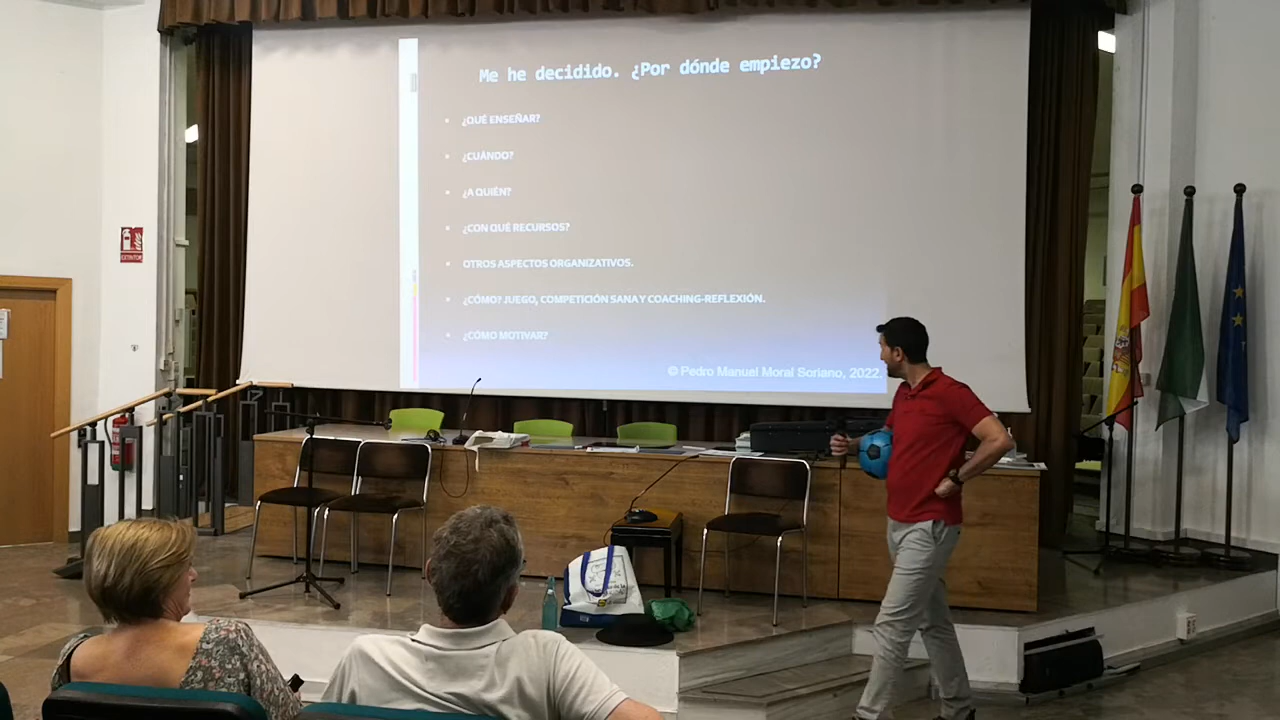 Me he decidido. ¿Por dónde empiezo?
¿QUÉ ENSEÑAR?
¿CUÁNDO?
¿A QUIÉN?
¿CON QUÉ RECURSOS?
OTROS ASPECTOS ORGANIZATIVOS.
¿CÓMO? JUEGO, COMPETICIÓN SANA Y COACHING-REFLEXIÓN.
¿CÓMO MOTIVAR?
© Pedro Manuel Moral Soriano, 2022.
EXTINTOR